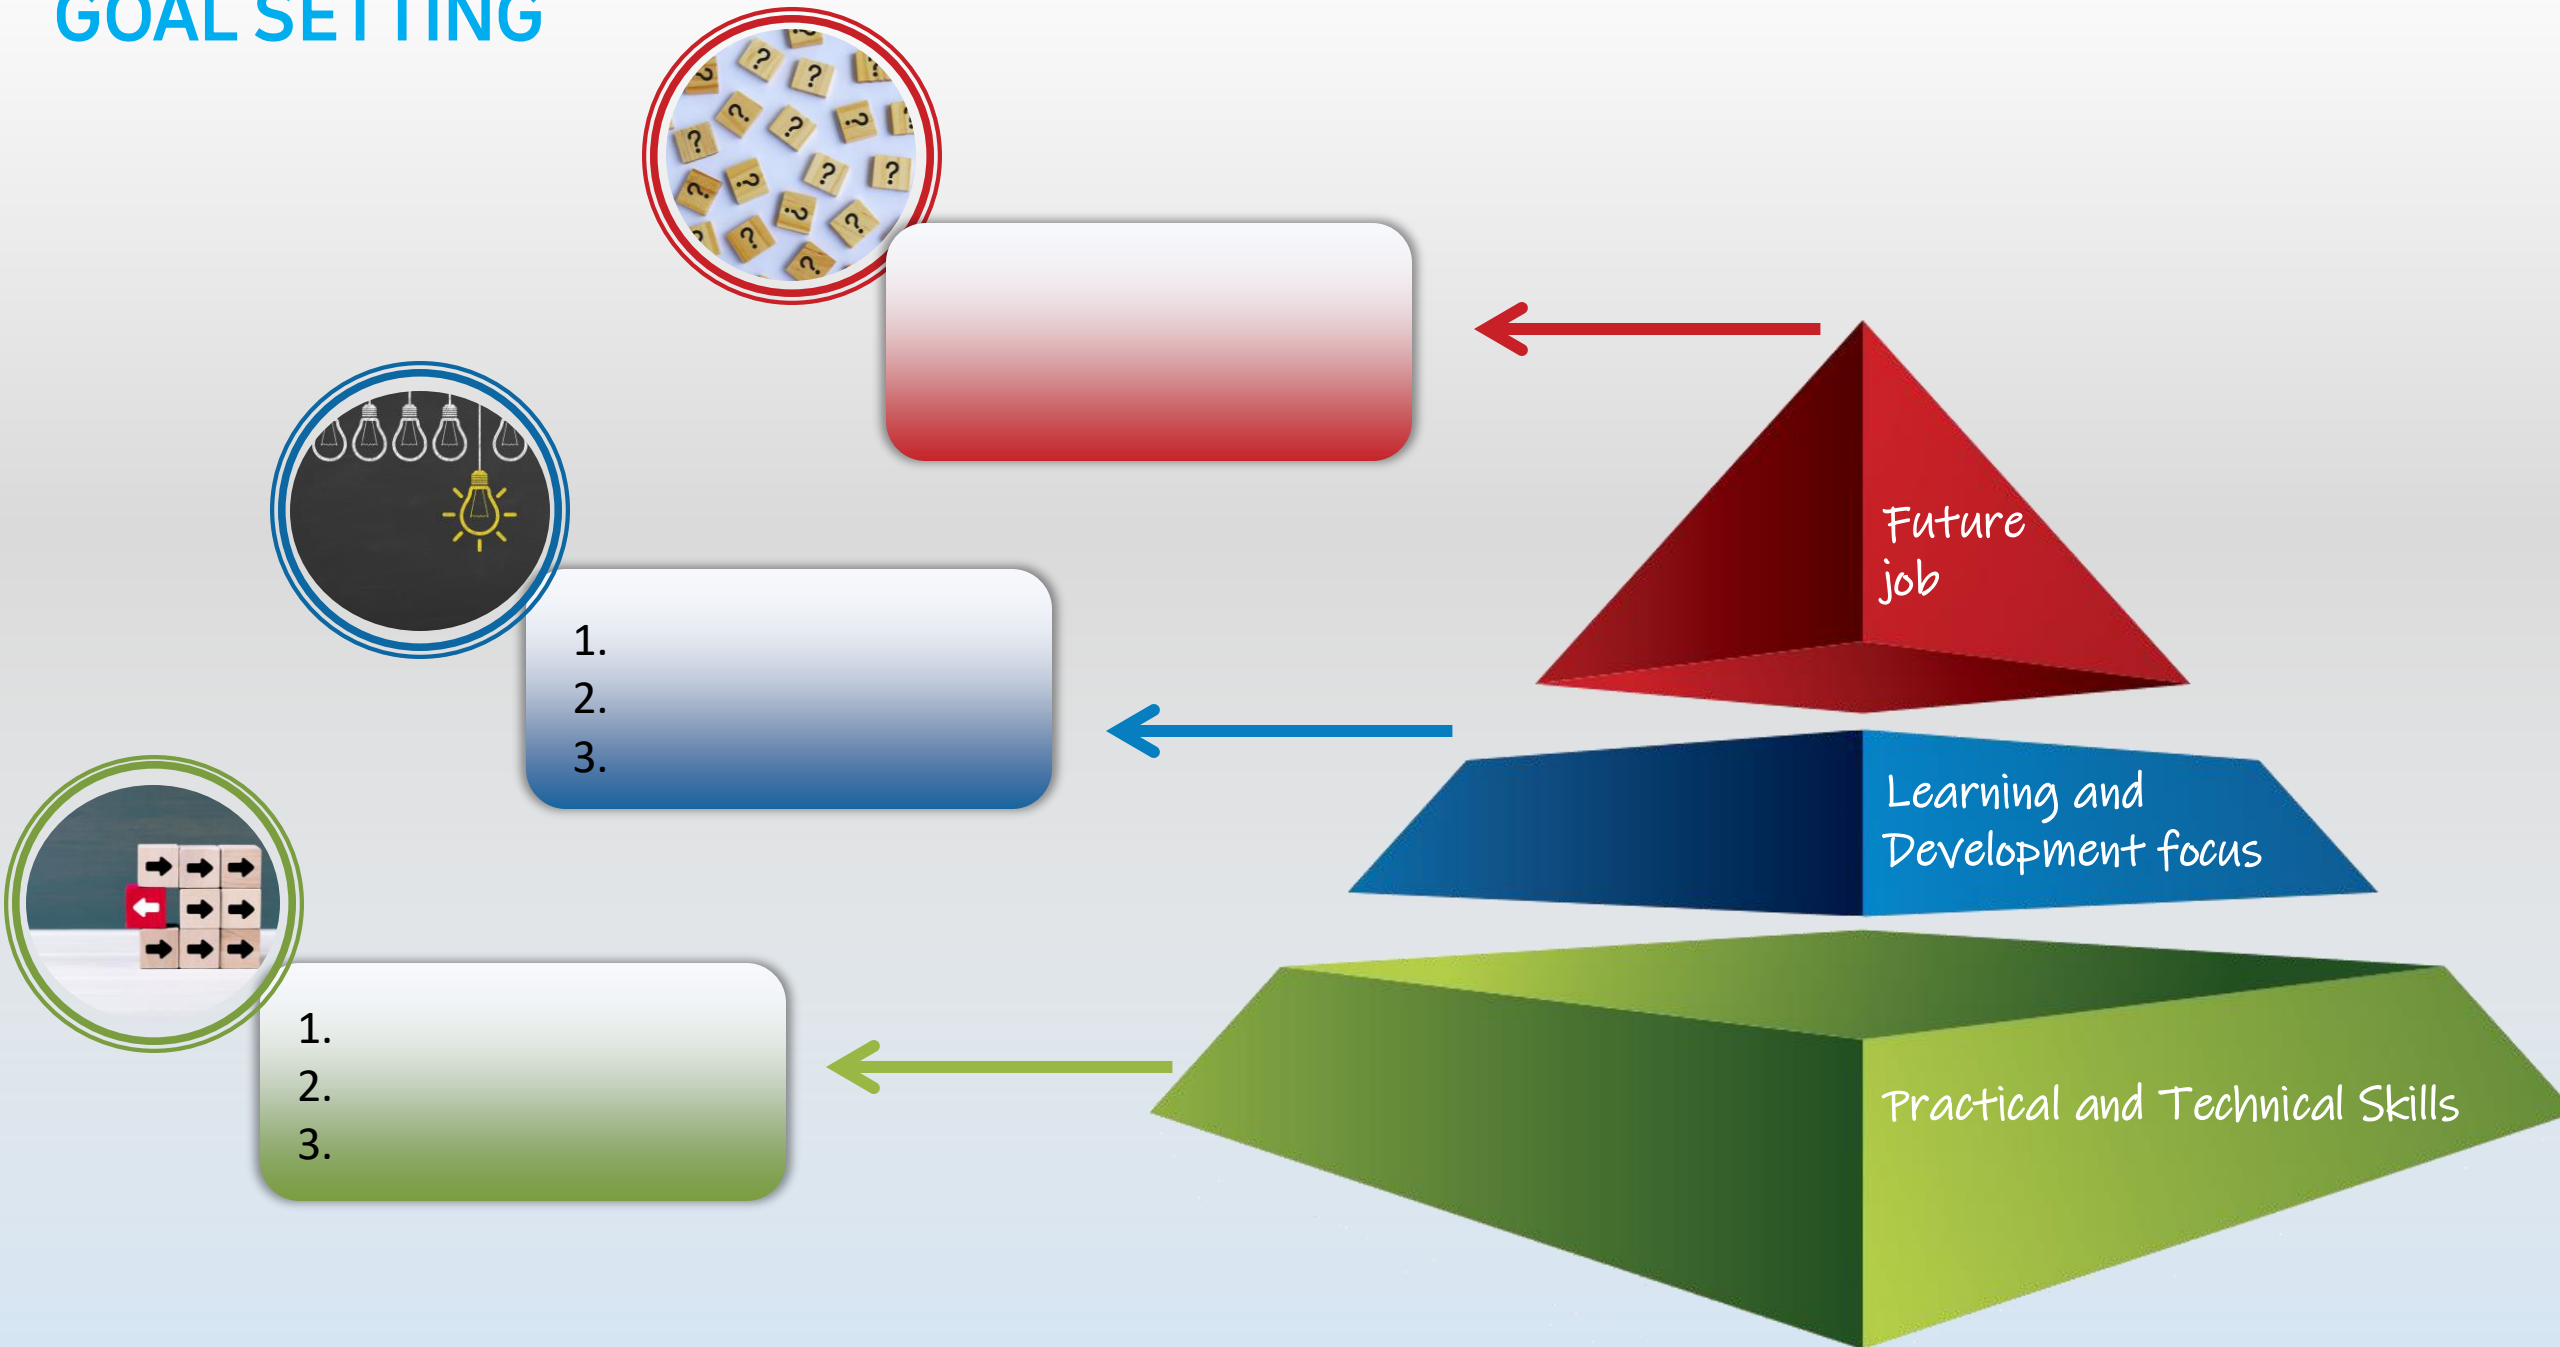 GOAL SETTING
Future
job
1.
2.
3.
Learning and
Development focus
1.
2.
3.
Practical and Technical Skills